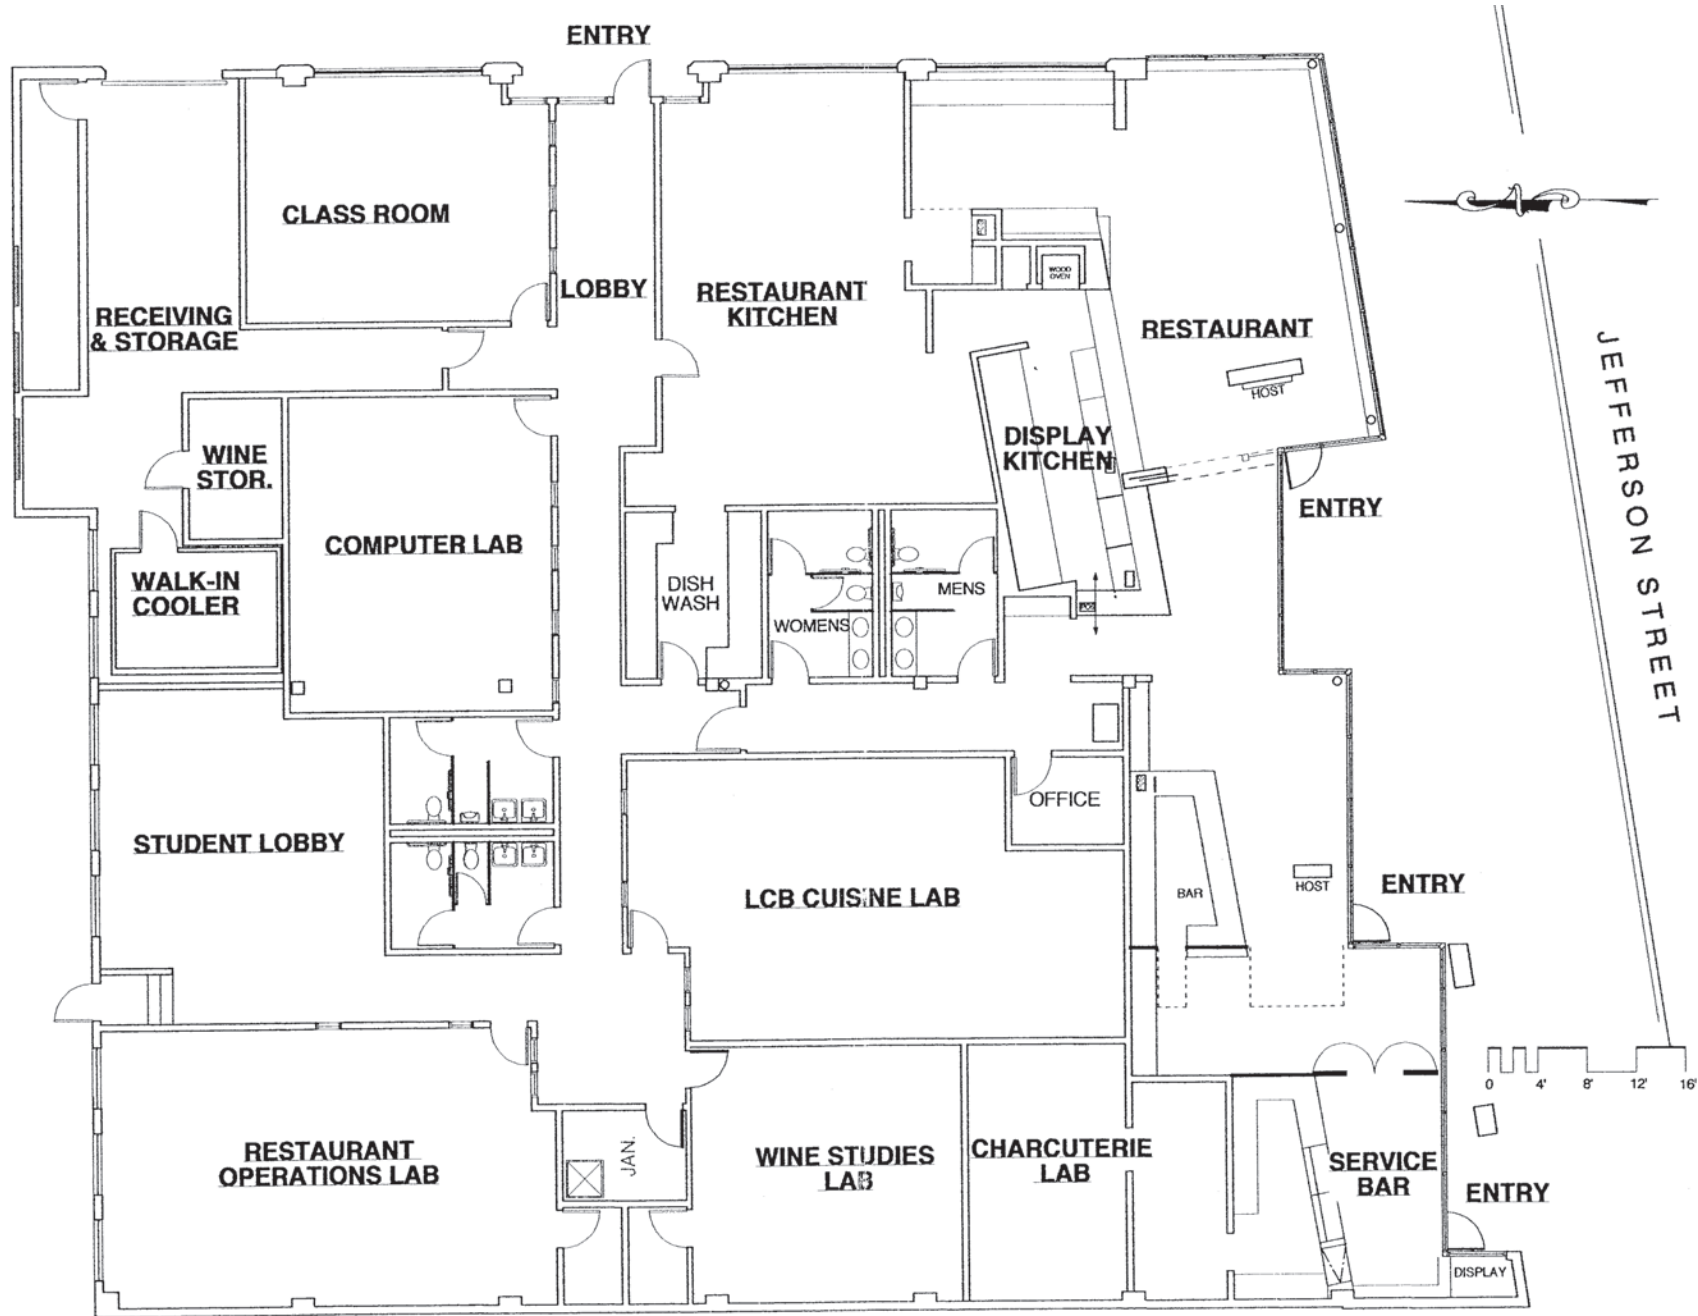 ENTRY
CLASS ROOM
LOBBY
RESTAURANT
KITCHEN
WOOD
OVEN
RECEIVING
& STORAGE
RESTAURANT
HOST
JEFFERSON STREET
DISPLAY
KITCHEN
WINE
STOR.
ENTRY
COMPUTER LAB
WALK-IN
COOLER
DISH
WASH
WOMENS
MENS
POS
STUDENT LOBBY
OFFICE
LCB CUISINE LAB
BAR
HOST
ENTRY
0 4' 8' 12' 16'
RESTAURANT
OPERATIONS LAB
JAN.
WINE STUDIES
LAB
CHARCUTERIE
LAB
SERVICE
BAR
ENTRY
DISPLAY